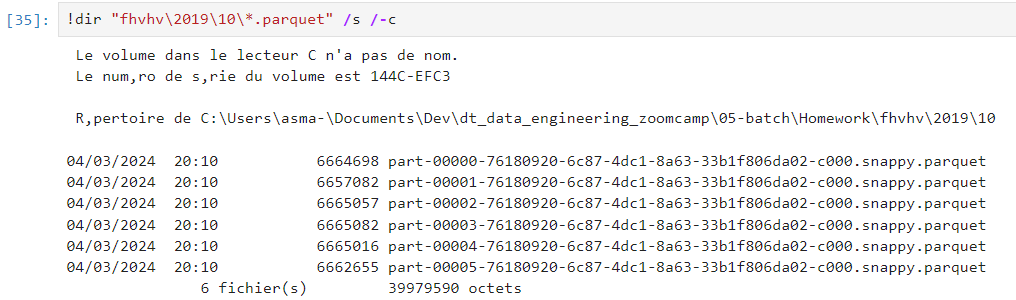 [35]: !dir "fhvhv\2019\10\*.parquet" /s /-c
Le volume dans le lecteur C n'a pas de nom.
Le num,ro de s,rie du volume est 144C-EFC3
R,pertoire de C:\Users\asma-\Documents\Dev\dt_data_engineering_zoomcamp\05-batch\Homework\fhvhv\2019\10
04/03/2024  20:10           6664698 part-00000-76180920-6c87-4dc1-8a63-33b1f806da02-c000.snappy.parquet
04/03/2024  20:10           6657082 part-00001-76180920-6c87-4dc1-8a63-33b1f806da02-c000.snappy.parquet
04/03/2024  20:10           6665057 part-00002-76180920-6c87-4dc1-8a63-33b1f806da02-c000.snappy.parquet
04/03/2024  20:10           6665082 part-00003-76180920-6c87-4dc1-8a63-33b1f806da02-c000.snappy.parquet
04/03/2024  20:10           6665016 part-00004-76180920-6c87-4dc1-8a63-33b1f806da02-c000.snappy.parquet
04/03/2024  20:10           6662655 part-00005-76180920-6c87-4dc1-8a63-33b1f806da02-c000.snappy.parquet
6 fichier(s)         39979590 octets